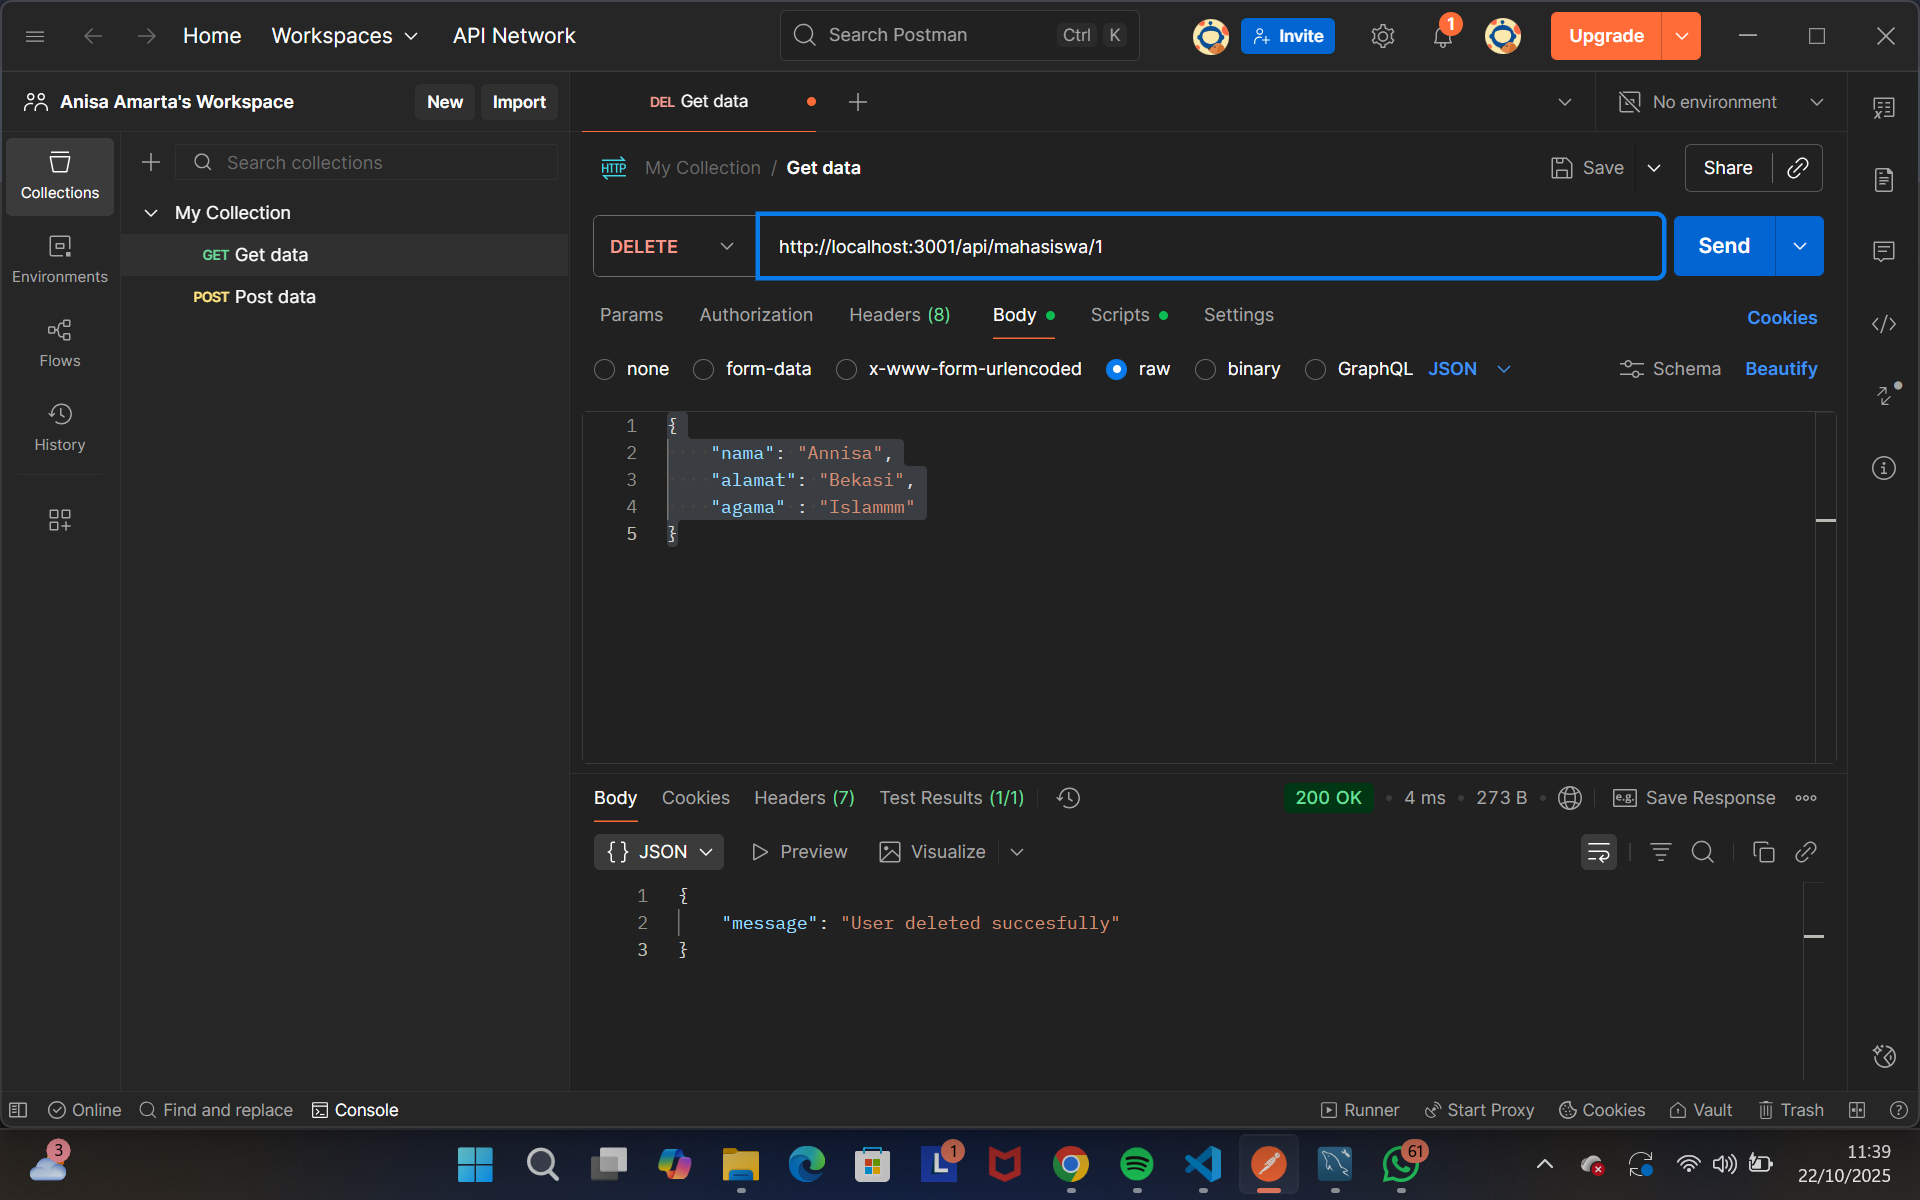 Home Workspaces API Network Search Postman Ctrl K Invite 1 Upgrade
Anisa Amarta's Workspace New Import DEL Get data No environment
Collections
Search collections
My Collection / Get data Save Share
My Collection
GET Get data
POST Post data
Environments
Flows
History
DELETE http://localhost:3001/api/mahasiswa/1 Send
Params Authorization Headers (8) Body Scripts Settings Cookies
none form-data x-www-form-urlencoded raw binary GraphQL JSON Schema Beautify
1 {
2 "nama": "Annisa",
3 "alamat": "Bekasi",
4 "agama" : "Islammm"
5 }
Body Cookies Headers (7) Test Results (1/1) 200 OK • 4 ms • 273 B • e.g. Save Response
{} JSON Preview Visualize
1 {
2 "message": "User deleted succesfully"
3 }
Online Find and replace Console Runner Start Proxy Cookies Vault Trash
3 L 1 61 11:39
22/10/2025